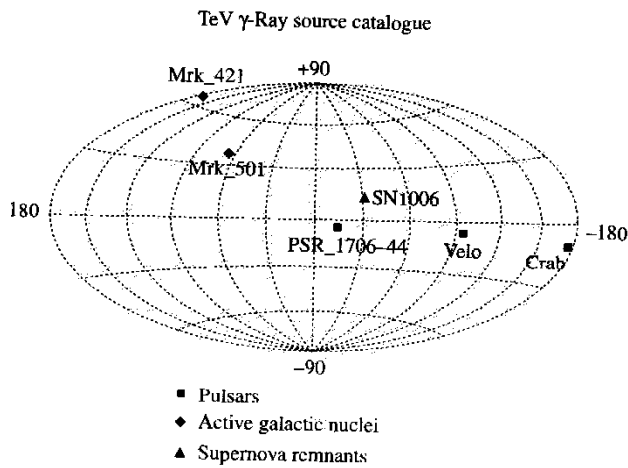 TeV γ-Ray source catalogue
+90
Mrk_421
Mrk_501
SN1006
180
-180
PSR_1706-44
Velo
Crab
-90
Pulsars
Active galactic nuclei
Supernova remnants